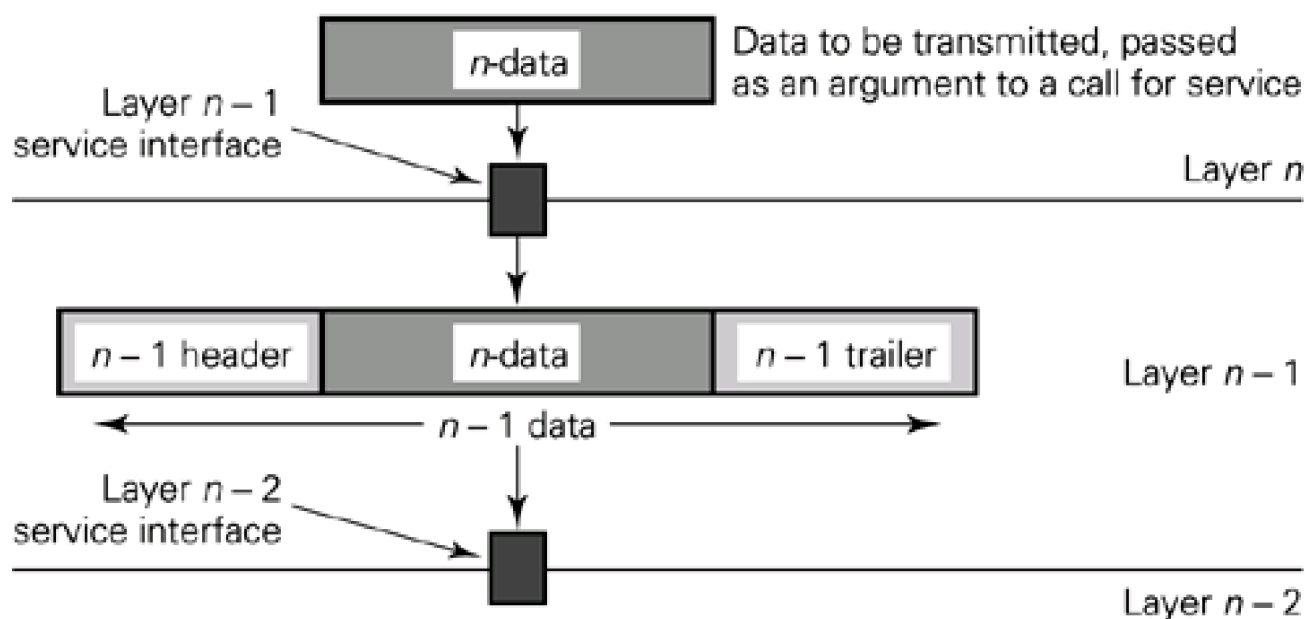 n-data
Data to be transmitted, passed
as an argument to a call for service
Layer n – 1
service interface
Layer n
n – 1 header
n-data
n – 1 trailer
Layer n – 1
n – 1 data
Layer n – 2
service interface
Layer n – 2